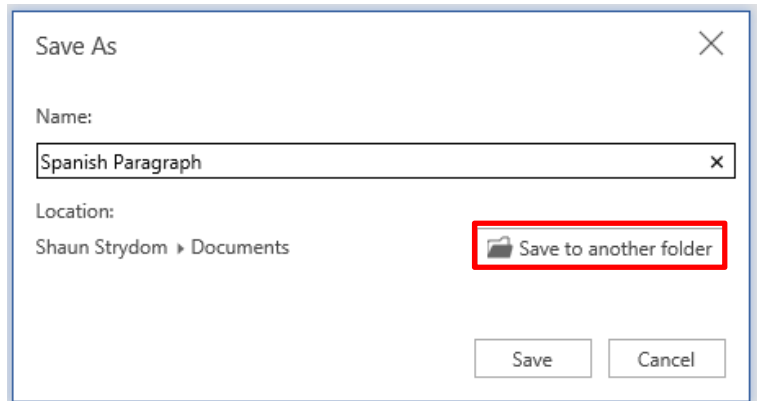 Save As
Name:
Spanish Paragraph
Location:
Shaun Strydom ▸ Documents
Save to another folder
Save
Cancel